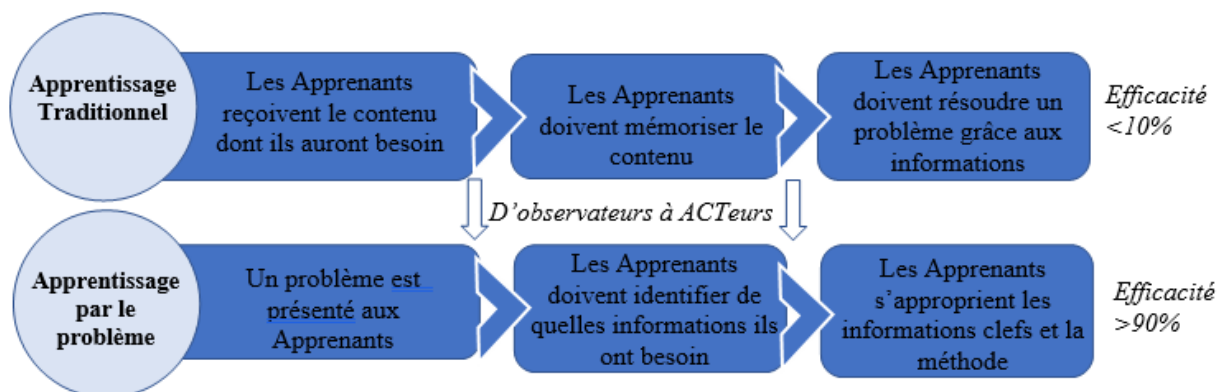 Apprentissage
Traditionnel
Les Apprenants
reçoivent le contenu
dont ils auront besoin
Les Apprenants
doivent mémoriser le
contenu
Les Apprenants
doivent résoudre un
problème grâce aux
informations
Efficacité
<10%
D’observateurs à ACTeurs
Apprentissage
par le
problème
Un problème est
présenté aux
Apprenants
Les Apprenants
doivent identifier de
quelles informations ils
ont besoin
Les Apprenants
s’approprient les
informations clefs et la
méthode
Efficacité
>90%